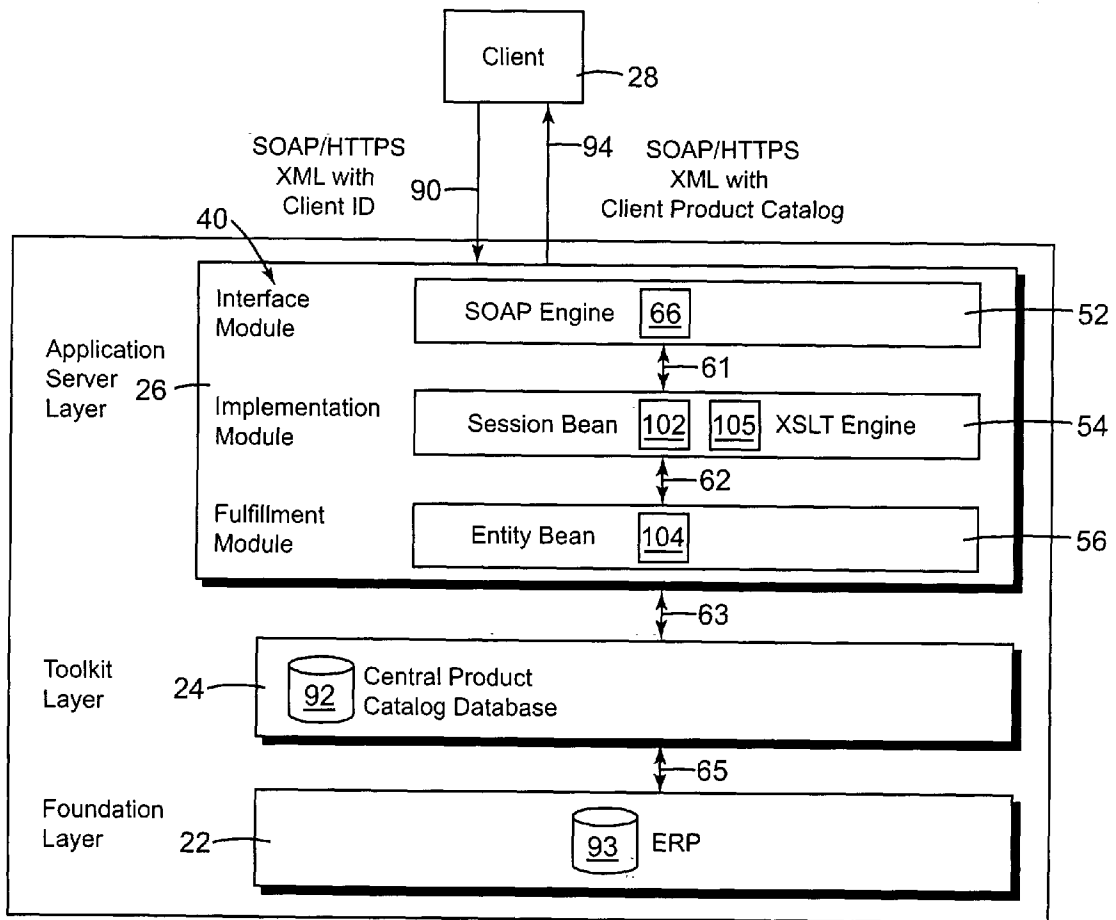 Client
28
SOAP/HTTPS
XML with
Client ID
90
94
SOAP/HTTPS
XML with
Client Product Catalog
40
Interface
Module
SOAP Engine
66
52
61
Application
Server
Layer
26
Implementation
Module
Session Bean
102
105
XSLT Engine
54
62
Fulfillment
Module
Entity Bean
104
56
63
Toolkit
Layer
24
92
Central Product
Catalog Database
65
Foundation
Layer
22
93
ERP